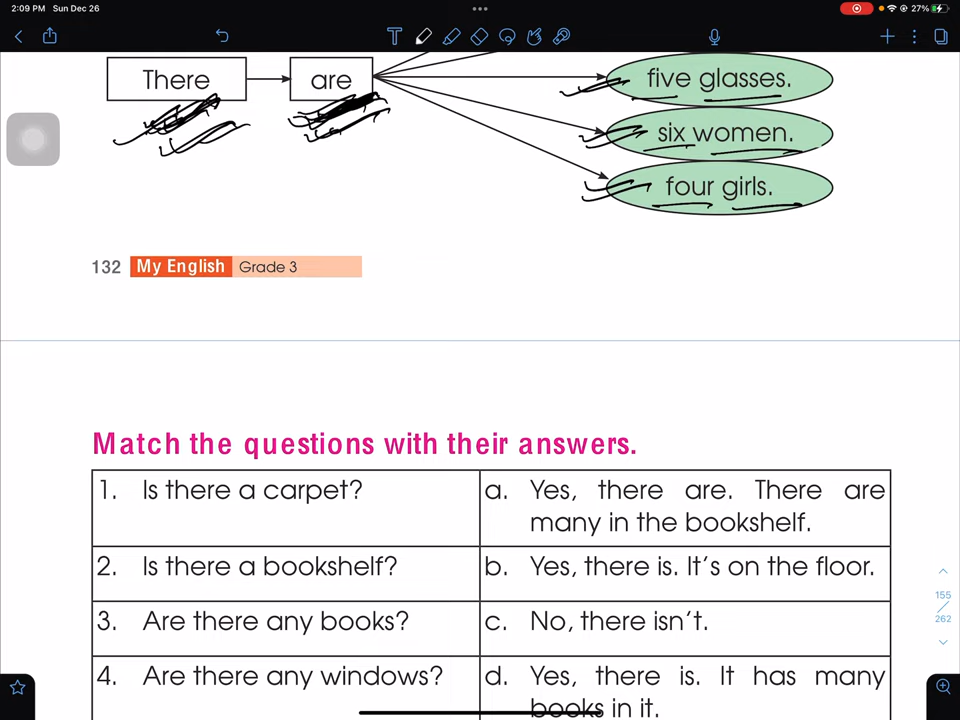 2:09 PM Sun Dec 26
27%
T
There are five glasses.
six women.
four girls.
132 My English Grade 3
Match the questions with their answers.
1. Is there a carpet?
a. Yes, there are. There are
many in the bookshelf.
2. Is there a bookshelf?
b. Yes, there is. It's on the floor.
3. Are there any books?
c. No, there isn't.
4. Are there any windows?
d. Yes, there is. It has many
books in it.
155
262